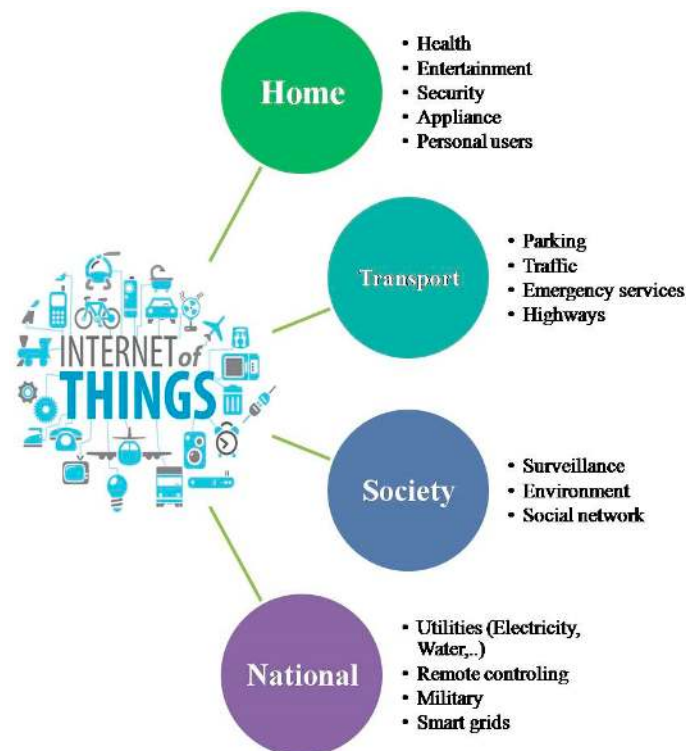 Home
• Health
• Entertainment
• Security
• Appliance
• Personal users
Transport
• Parking
• Traffic
• Emergency services
• Highways
INTERNET of
THINGS
Society
• Surveillance
• Environment
• Social network
National
• Utilities (Electricity,
Water,..)
• Remote controling
• Military
• Smart grids